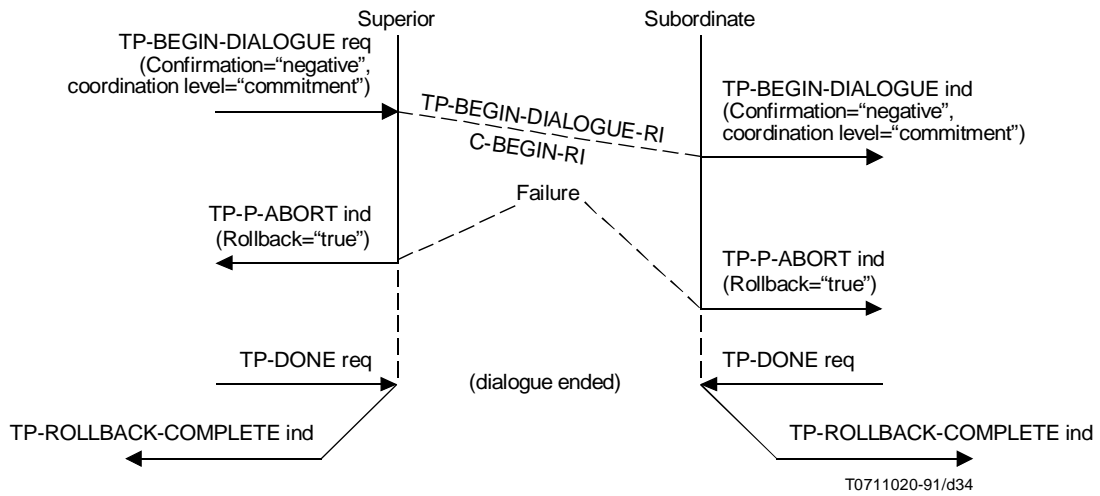 Superior
Subordinate
TP-BEGIN-DIALOGUE req
(Confirmation=“negative”,
coordination level=“commitment”)
TP-BEGIN-DIALOGUE ind
(Confirmation=“negative”,
coordination level=“commitment”)
TP-BEGIN-DIALOGUE-RI
C-BEGIN-RI
Failure
TP-P-ABORT ind
(Rollback=“true”)
TP-P-ABORT ind
(Rollback=“true”)
TP-DONE req
(dialogue ended)
TP-DONE req
TP-ROLLBACK-COMPLETE ind
TP-ROLLBACK-COMPLETE ind
T0711020-91/d34